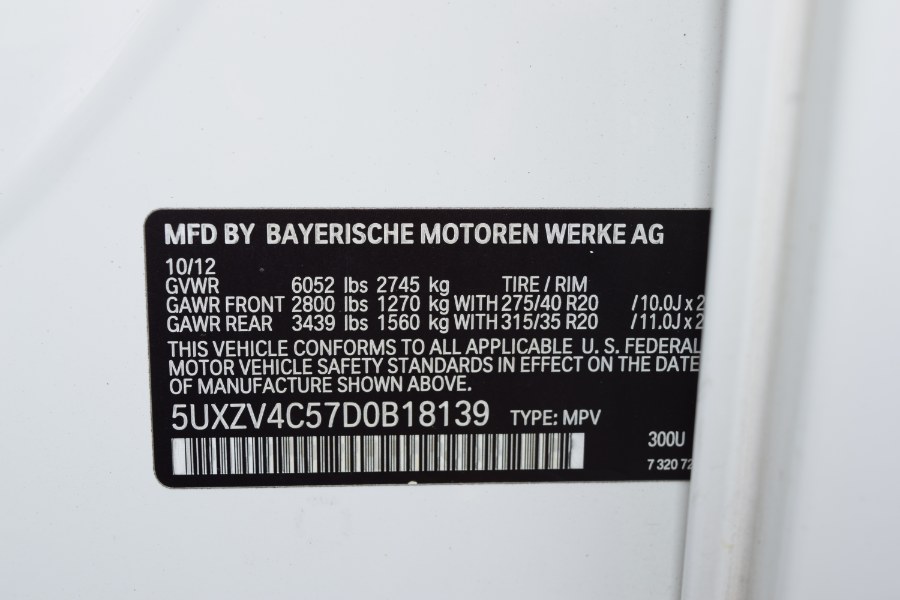 MFD BY BAYERISCHE MOTOREN WERKE AG
10/12
GVWR 6052 lbs 2745 kg TIRE / RIM
GAWR FRONT 2800 lbs 1270 kg WITH 275/40 R20 /10.0J x 2
GAWR REAR 3439 lbs 1560 kg WITH 315/35 R20 /11.0J x 2
THIS VEHICLE CONFORMS TO ALL APPLICABLE U. S. FEDERAL
MOTOR VEHICLE SAFETY STANDARDS IN EFFECT ON THE DATE
OF MANUFACTURE SHOWN ABOVE.
5UXZV4C57D0B18139 TYPE: MPV
300U
7 320 72